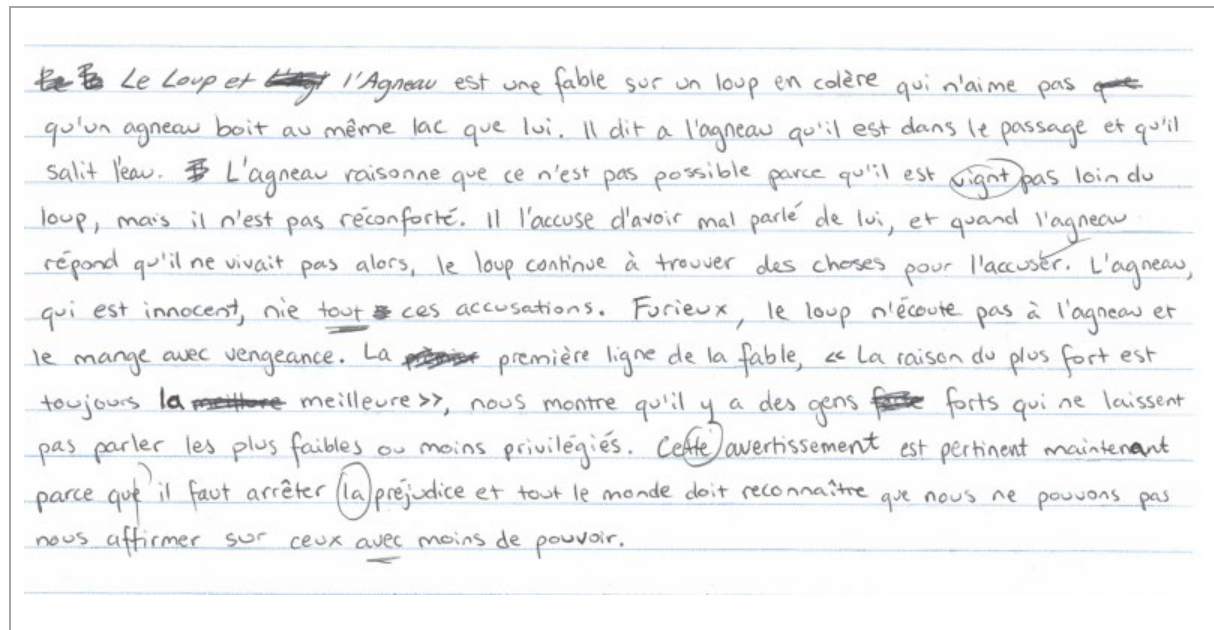 Le Loup et l'Agneau est une fable sur un loup en colère qui n'aime pas
qu'un agneau boit au même lac que lui. Il dit a l'agneau qu'il est dans le passage et qu'il
salit l'eau. L'agneau raisonne que ce n'est pas possible parce qu'il est vignt pas loin du
loup, mais il n'est pas réconforté. Il l'accuse d'avoir mal parlé de lui, et quand l'agneau
répond qu'il ne vivait pas alors, le loup continue à trouver des choses pour l'accuser. L'agneau,
qui est innocent, nie tout ces accusations. Furieux, le loup n'écoute pas à l'agneau et
le mange avec vengeance. La première ligne de la fable, << La raison du plus fort est
toujours la meilleure >>, nous montre qu'il y a des gens forts qui ne laissent
pas parler les plus faibles ou moins privilégiés. Cette avertissement est pertinent maintenant
parce que il faut arrêter la préjudice et tout le monde doit reconnaître que nous ne pouvons pas
nous affirmer sur ceux avec moins de pouvoir.